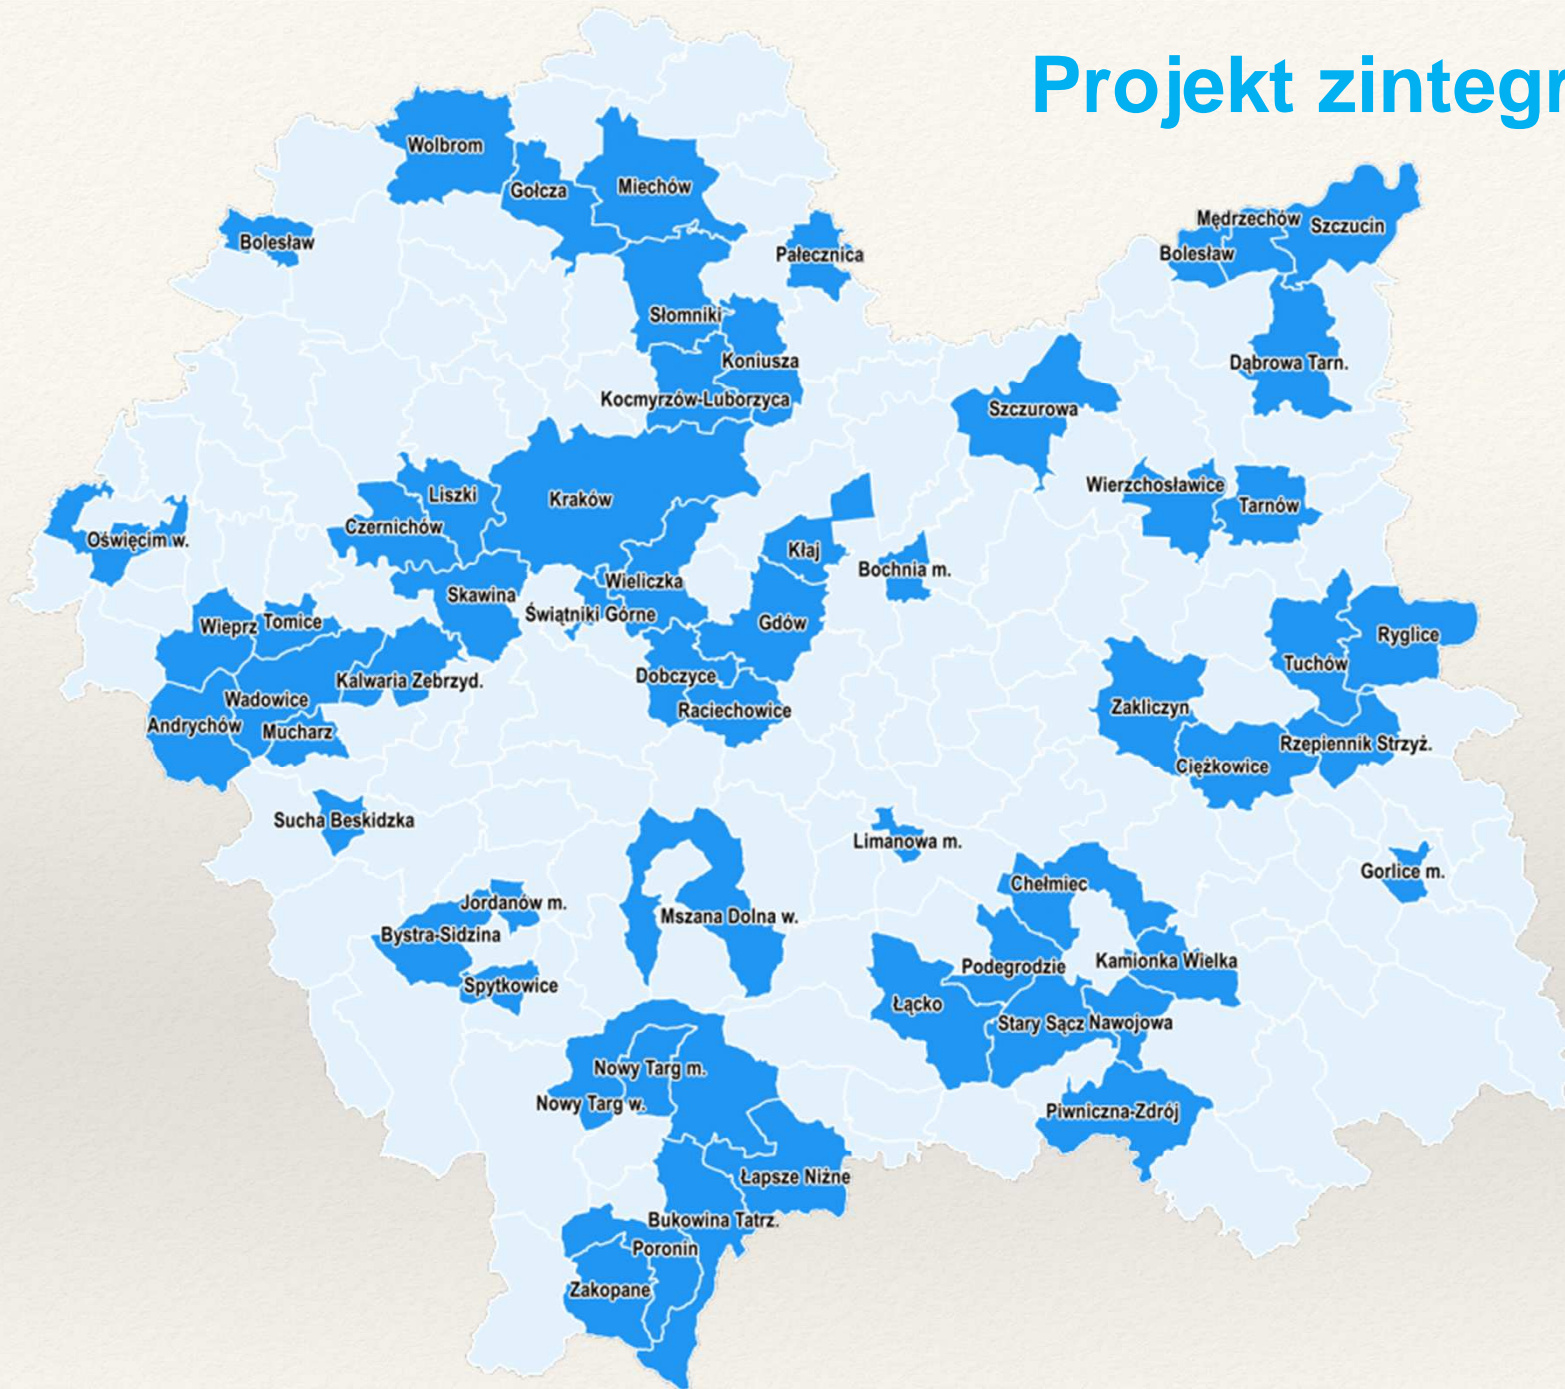 Projekt zintegr
Wolbrom
Gołcza
Miechów
Bolesław
Pałecznica
Mędrzechów
Szczucin
Bolesław
Słomniki
Koniusza
Dąbrowa Tarn.
Kocmyrzów-Luborzyca
Szczurowa
Liszki
Kraków
Wierzchosławice
Tarnów
Czernichów
Oświęcim w.
Kłaj
Bochnia m.
Wieliczka
Skawina
Świątniki Górne
Gdów
Wieprz
Tomice
Ryglice
Tuchów
Kalwaria Zebrzyd.
Dobczyce
Wadowice
Raciechowice
Zakliczyn
Andrychów
Mucharz
Rzepiennik Strzyż.
Ciężkowice
Sucha Beskidzka
Limanowa m.
Gorlice m.
Chełmiec
Jordanów m.
Mszana Dolna w.
Bystra-Sidzina
Podegrodzie
Kamionka Wielka
Spytkowice
Łącko
Stary Sącz
Nawojowa
Nowy Targ m.
Nowy Targ w.
Piwniczna-Zdrój
Łapsze Niżne
Bukowina Tatrz.
Poronin
Zakopane